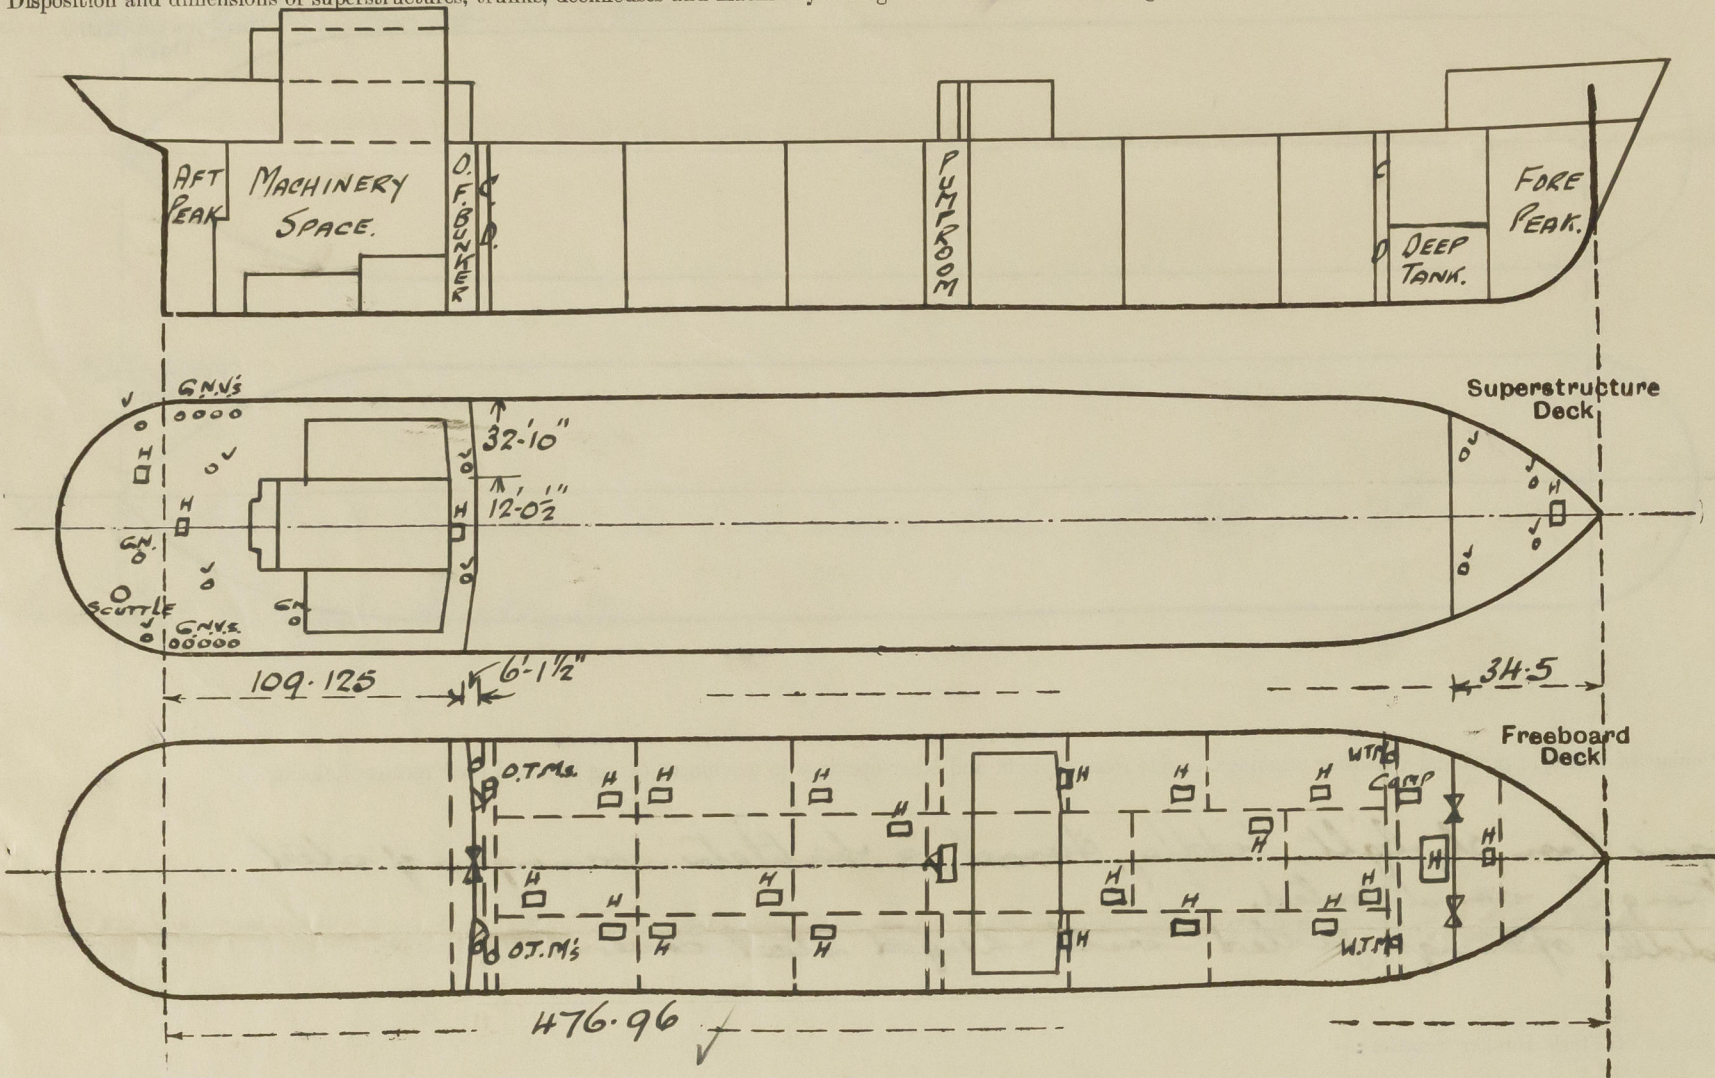 Disposition and dimensions of superstructures, trunks, deckhouses and
AFT
PEAK
MACHINERY
SPACE.
O.F. BUNKER
C.D.
PUMPROOM
C D
DEEP
TANK.
FORE
PEAK.
Superstructure
Deck
V
G.N.V's
V
H
V
H
G.N.
V
SCUTTLE
V
G.N.V.s.
G.N.
V
H
V
32'-10"
12'-0½"
V
V
H
V
V
109.125
6'-1½"
34.5
Freeboard
Deck
O.T.Ms.
H
H
H
H
H
H
H
H
W.T.M
Camp
H
H
H
H
H
H
H
H
H
H
H
H
H
H
O.T.M's
W.T.M
476.96